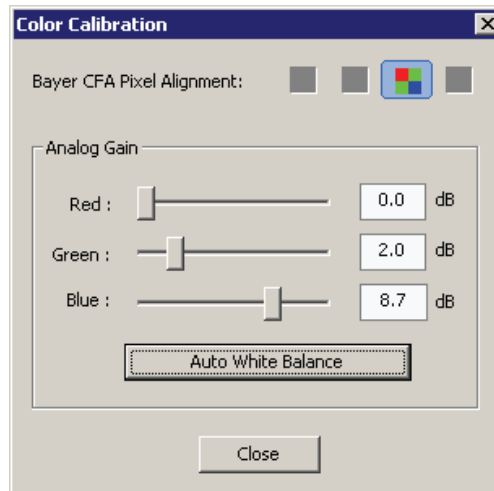 Color Calibration
Bayer CFA Pixel Alignment:
Analog Gain
Red : 0.0 dB
Green : 2.0 dB
Blue : 8.7 dB
Auto White Balance
Close